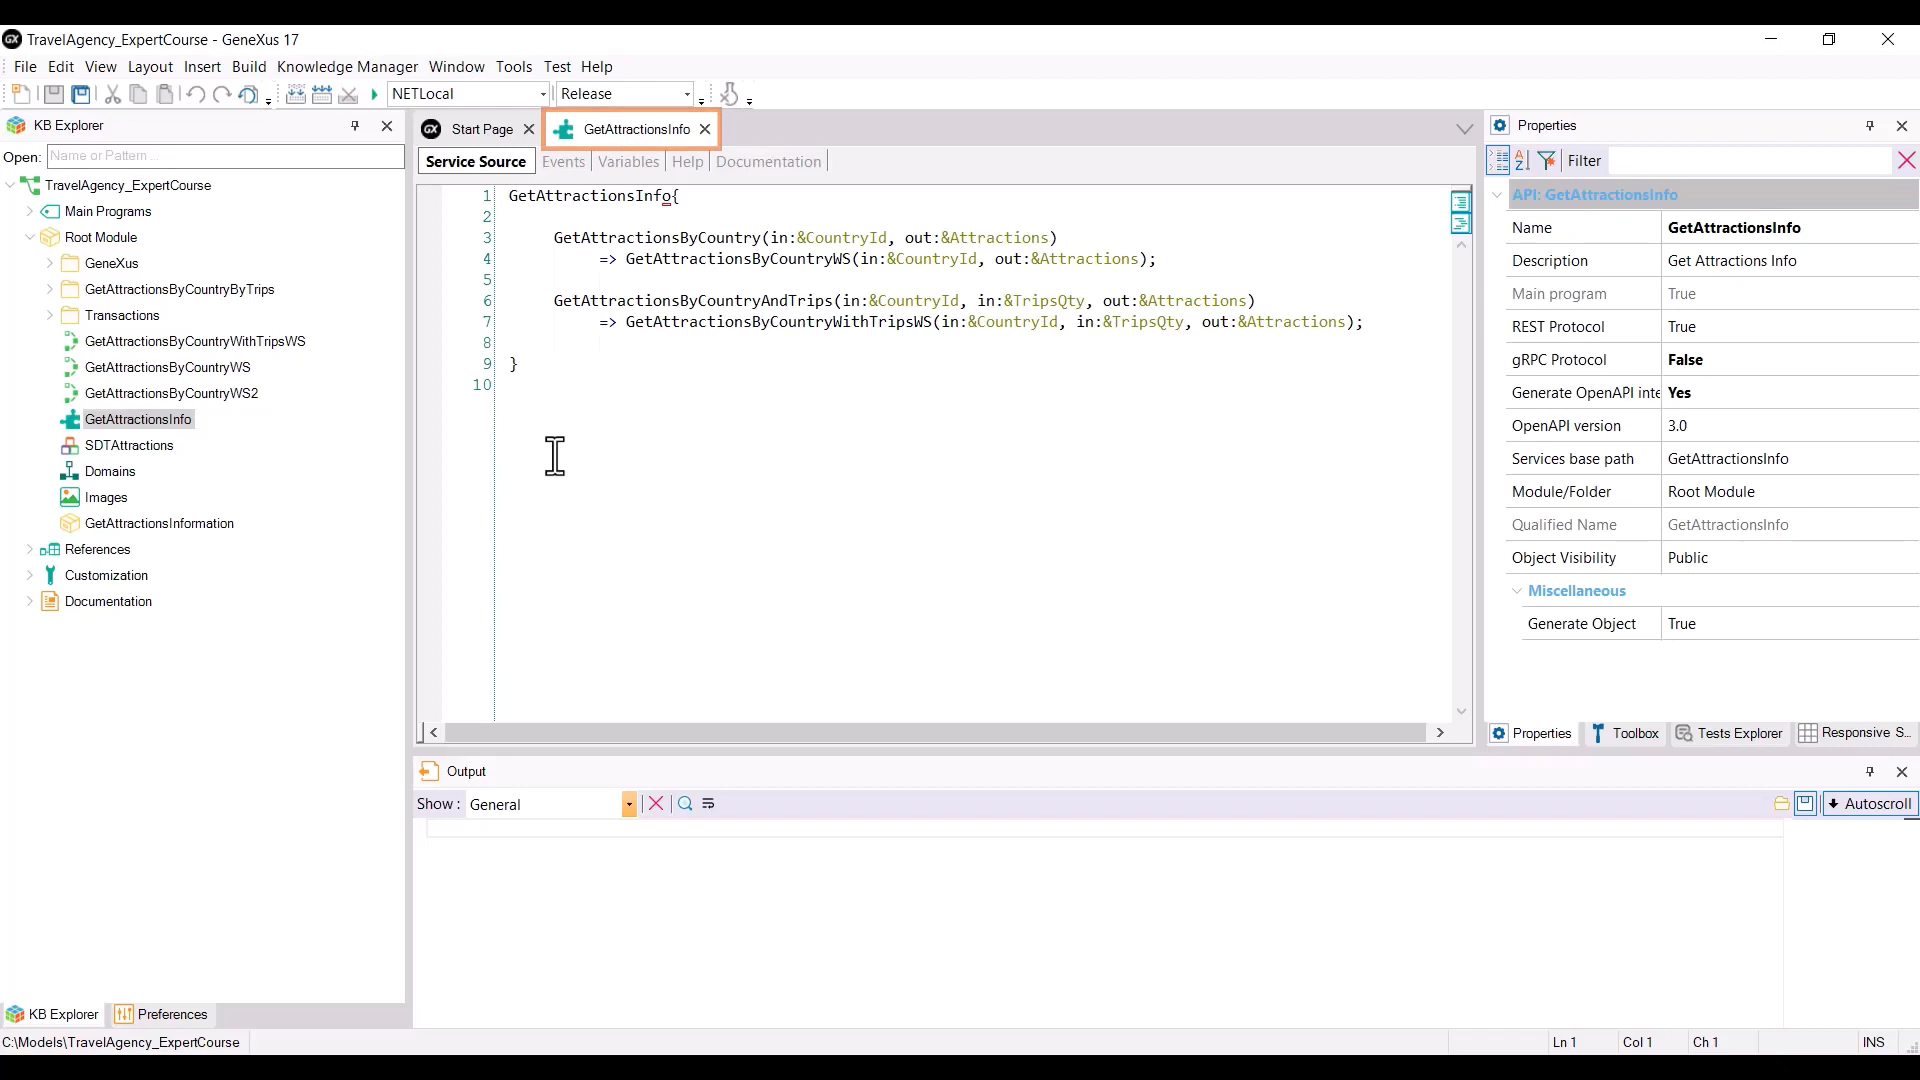 GX TravelAgency_ExpertCourse - GeneXus 17
File Edit View Layout Insert Build Knowledge Manager Window Tools Test Help
NETLocal Release
KB Explorer
Open: Name or Pattern ...
TravelAgency_ExpertCourse
Main Programs
Root Module
GeneXus
GetAttractionsByCountryByTrips
Transactions
GetAttractionsByCountryWithTripsWS
GetAttractionsByCountryWS
GetAttractionsByCountryWS2
GetAttractionsInfo
SDTAttractions
Domains
Images
GetAttractionsInformation
References
Customization
Documentation
KB Explorer Preferences
GX Start Page GetAttractionsInfo
Service Source Events Variables Help Documentation
1 GetAttractionsInfo{
2
3 GetAttractionsByCountry(in:&CountryId, out:&Attractions)
4 => GetAttractionsByCountryWS(in:&CountryId, out:&Attractions);
5
6 GetAttractionsByCountryAndTrips(in:&CountryId, in:&TripsQty, out:&Attractions)
7 => GetAttractionsByCountryWithTripsWS(in:&CountryId, in:&TripsQty, out:&Attractions);
8
9 }
10
Output
Show : General
Autoscroll
Properties
A Z Filter
API: GetAttractionsInfo
Name GetAttractionsInfo
Description Get Attractions Info
Main program True
REST Protocol True
gRPC Protocol False
Generate OpenAPI inte Yes
OpenAPI version 3.0
Services base path GetAttractionsInfo
Module/Folder Root Module
Qualified Name GetAttractionsInfo
Object Visibility Public
Miscellaneous
Generate Object True
Properties Toolbox Tests Explorer Responsive S...
C:\Models\TravelAgency_ExpertCourse Ln 1 Col 1 Ch 1 INS